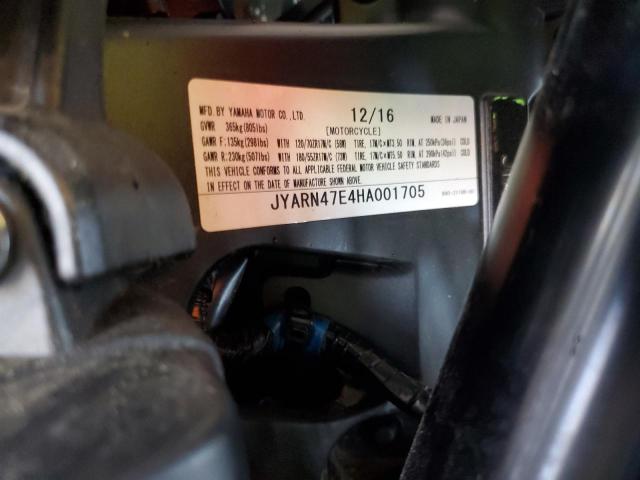 MFD.BY YAMAHA MOTOR CO.,LTD. 12/16 MADE IN JAPAN
GVWR 365kg(805lbs) [MOTORCYCLE]
GAWR F:135kg(298lbs) WITH 120/70ZR17M/C (58W) TIRE, 17M/C×MT3.50 RIM, AT 250kPa(36psi) COLD
GAWR R:230kg(507lbs) WITH 180/55ZR17M/C (73W) TIRE, 17M/C×MT5.50 RIM, AT 290kPa(42psi) COLD
THIS VEHICLE CONFORMS TO ALL APPLICABLE FEDERAL MOTOR VEHICLE SAFETY STANDARDS
IN EFFECT ON THE DATE OF MANUFACTURE SHOWN ABOVE.
JYARN47E4HA001705